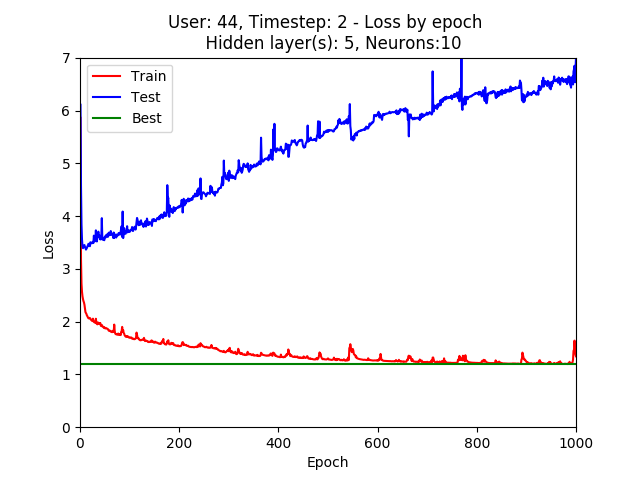 User: 44, Timestep: 2 - Loss by epoch
Hidden layer(s): 5, Neurons:10
Train
Test
Best
Loss
7
6
5
4
3
2
1
0
0 200 400 600 800 1000
Epoch